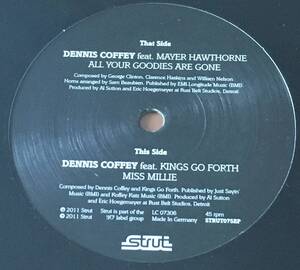 That Side
DENNIS COFFEY feat. MAYER HAWTHORNE
ALL YOUR GOODIES ARE GONE
Composed by George Clinton, Clarence Haskins and William Nelson
Horns arranged by Sam Beaubien. Published by EMI Longitude Music (BMI)
Produced by Al Sutton and Eric Hoegemeyer at Rust Belt Studios, Detroit
This Side
DENNIS COFFEY feat. KINGS GO FORTH
MISS MILLIE
Composed by Dennis Coffey and Kings Go Forth. Published by Just Sayin'
Music (BMI) and Koffey Katz Music (BMI). Produced by Al Sutton and
Eric Hoegemeyer at Rust Belt Studios, Detroit
℗ 2011 Strut Strut is part of the LC 07306 45 rpm
© 2011 Strut !K7 label group Made in Germany STRUT075EP
strut